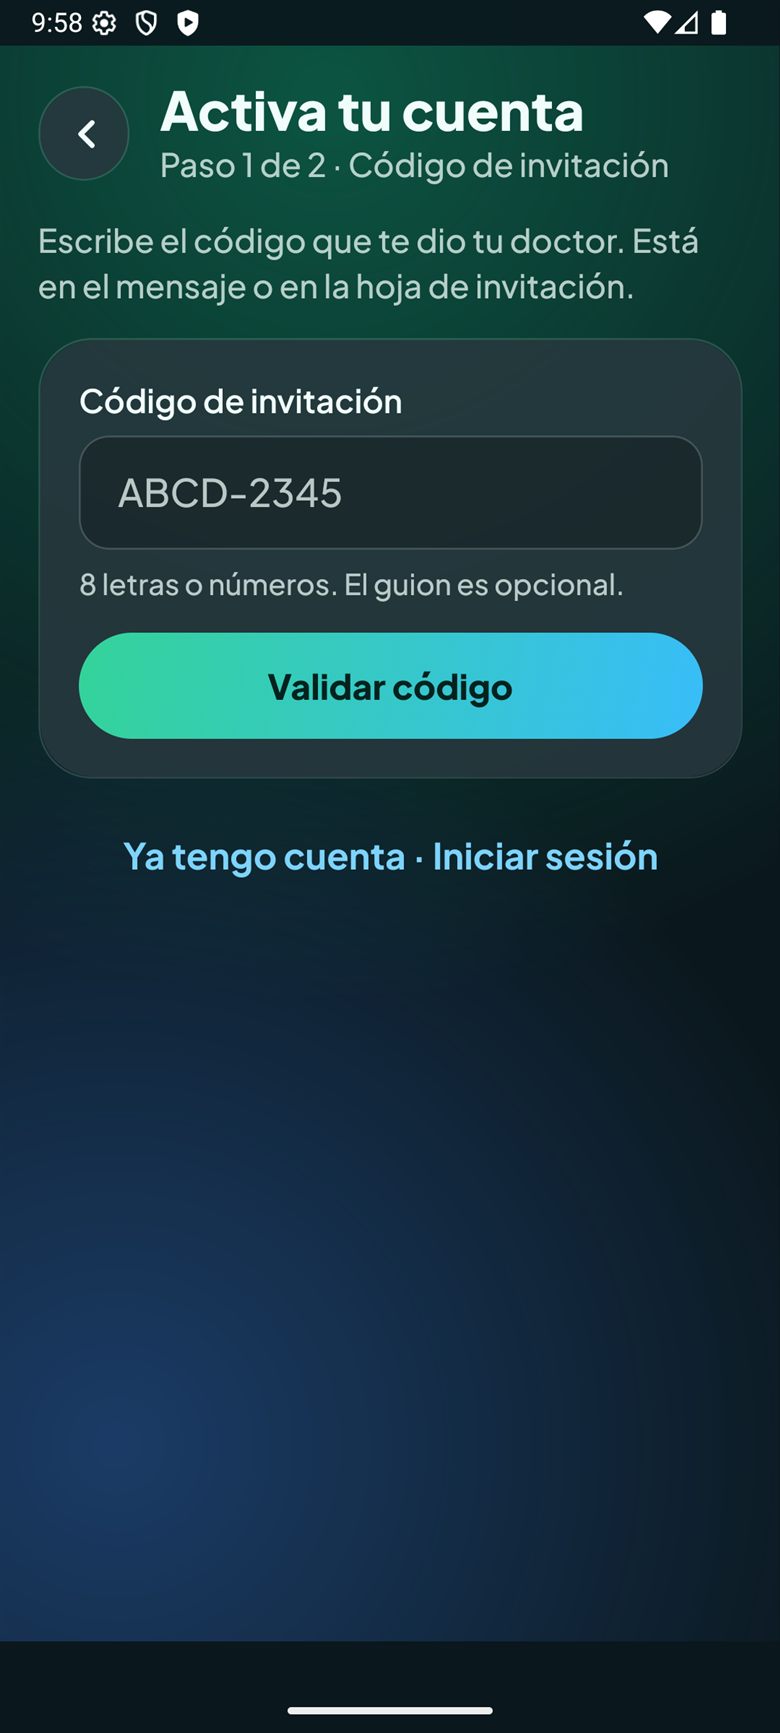 9:58
Activa tu cuenta
Paso 1 de 2 · Código de invitación
Escribe el código que te dio tu doctor. Está
en el mensaje o en la hoja de invitación.
Código de invitación
ABCD-2345
8 letras o números. El guion es opcional.
Validar código
Ya tengo cuenta · Iniciar sesión